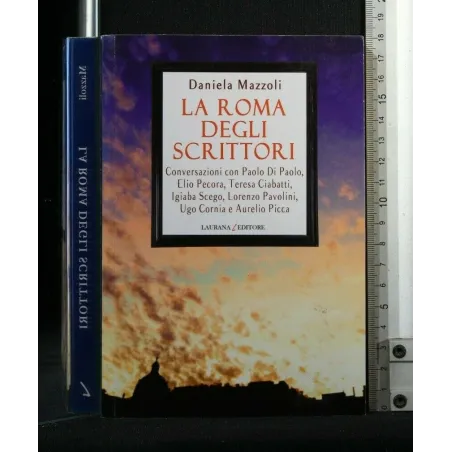 Daniela Mazzoli
LA ROMA
DEGLI
SCRITTORI
Conversazioni con Paolo Di Paolo,
Elio Pecora, Teresa Ciabatti,
Igiaba Scego, Lorenzo Pavolini,
Ugo Cornia e Aurelio Picca
LAURANA EDITORE
Mazzoli
LA ROMA DEGLI SCRITTORI